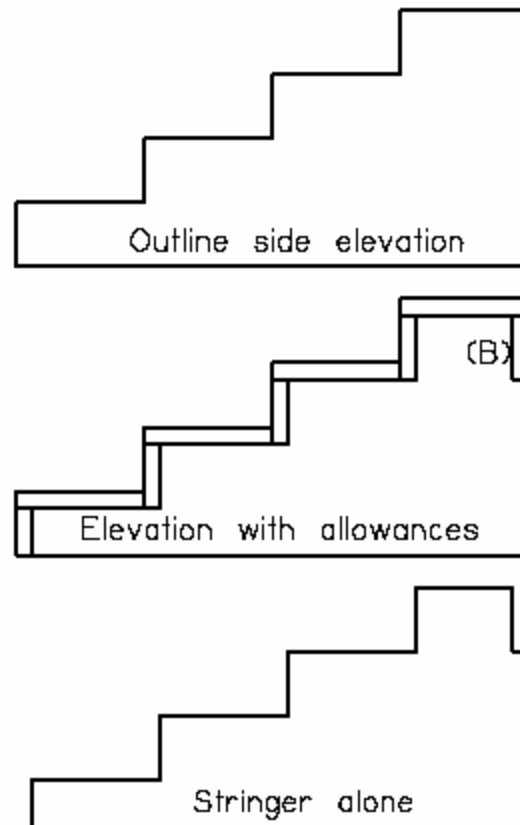 Outline side elevation
(B)
Elevation with allowances
Stringer alone